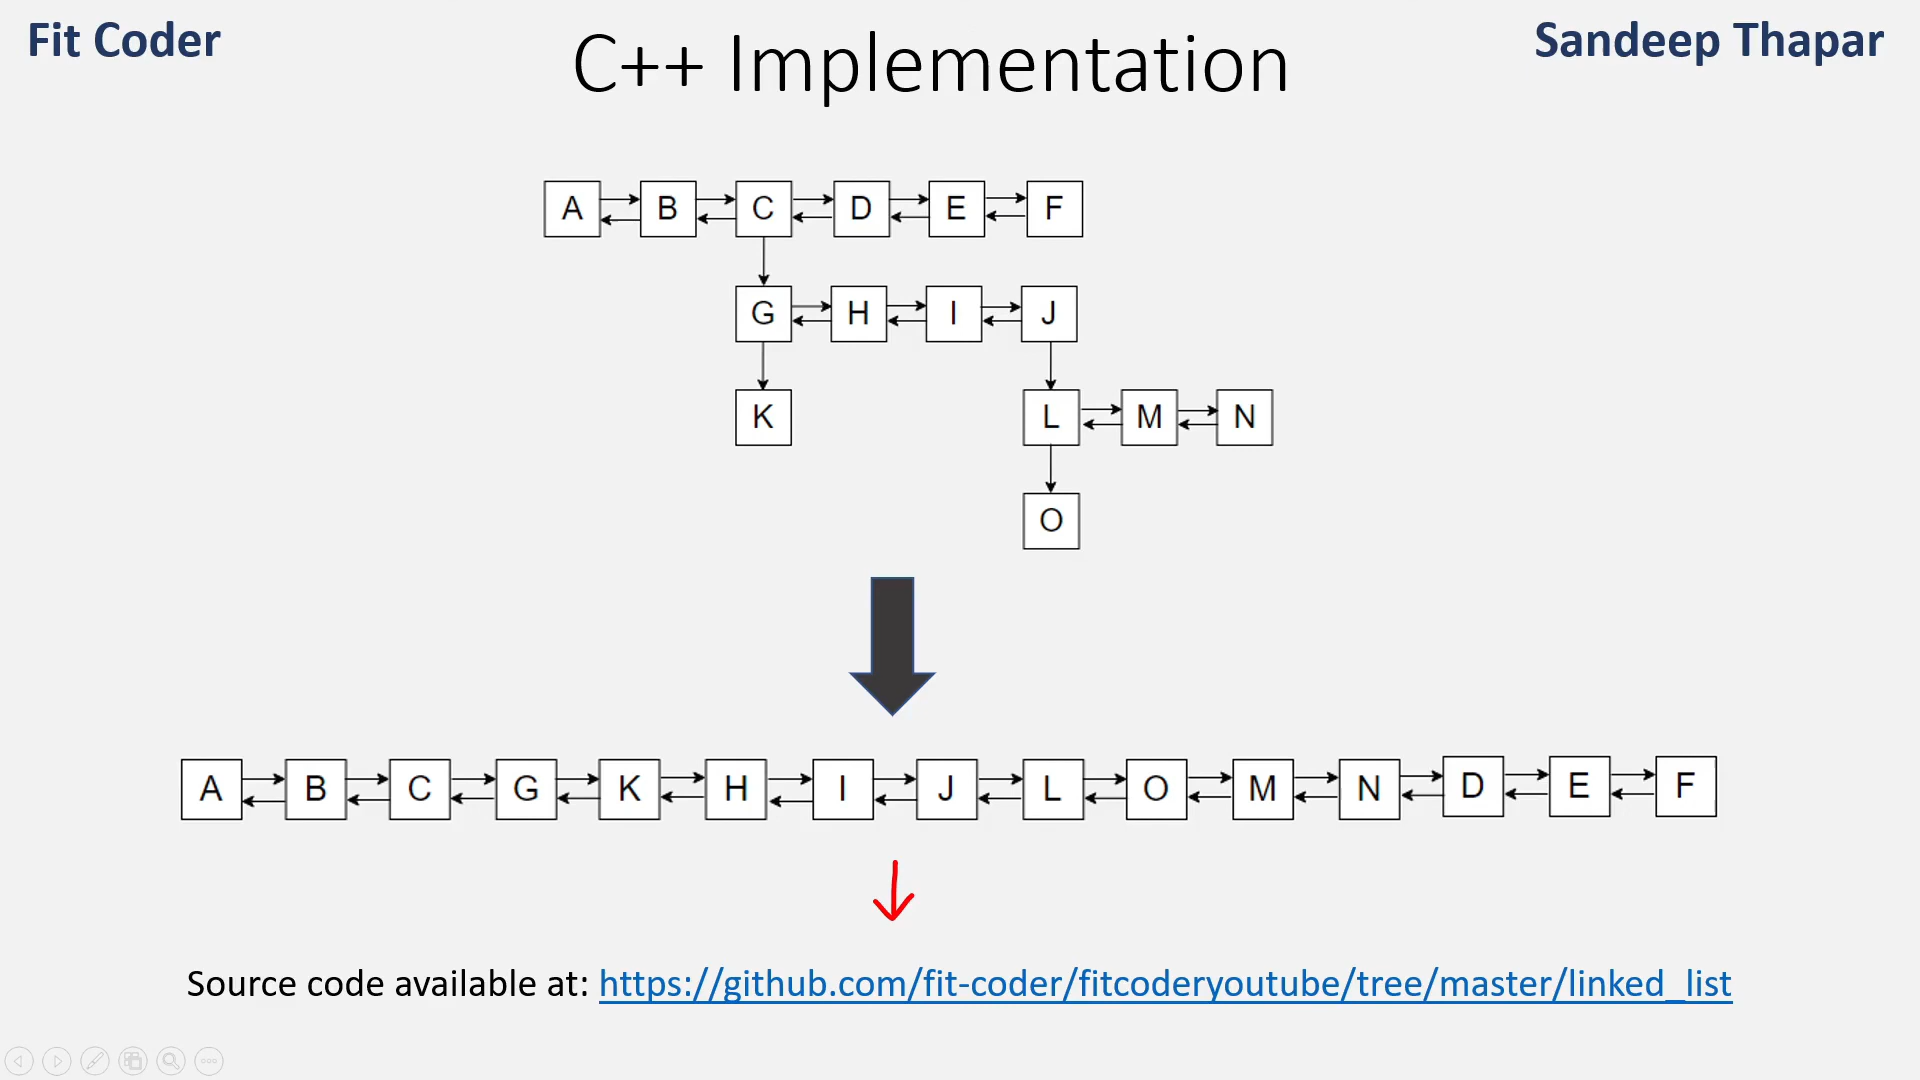 Fit Coder
C++ Implementation
Sandeep Thapar
A B C D E F
G H I J
K L M N
O
A B C G K H I J L O M N D E F
Source code available at: https://github.com/fit-coder/fitcoderyoutube/tree/master/linked_list